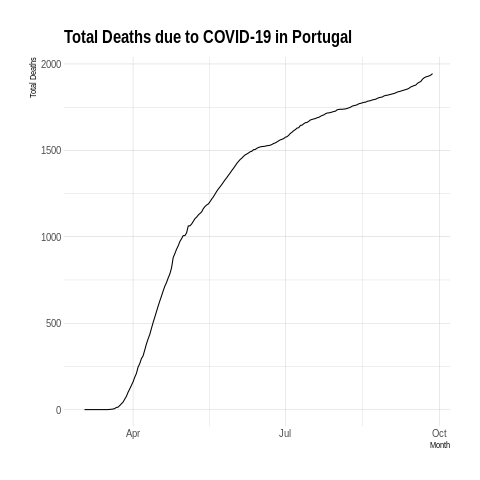 Total Deaths due to COVID-19 in Portugal
Total Deaths
2000
1500
1000
500
0
Apr
Jul
Oct
Month